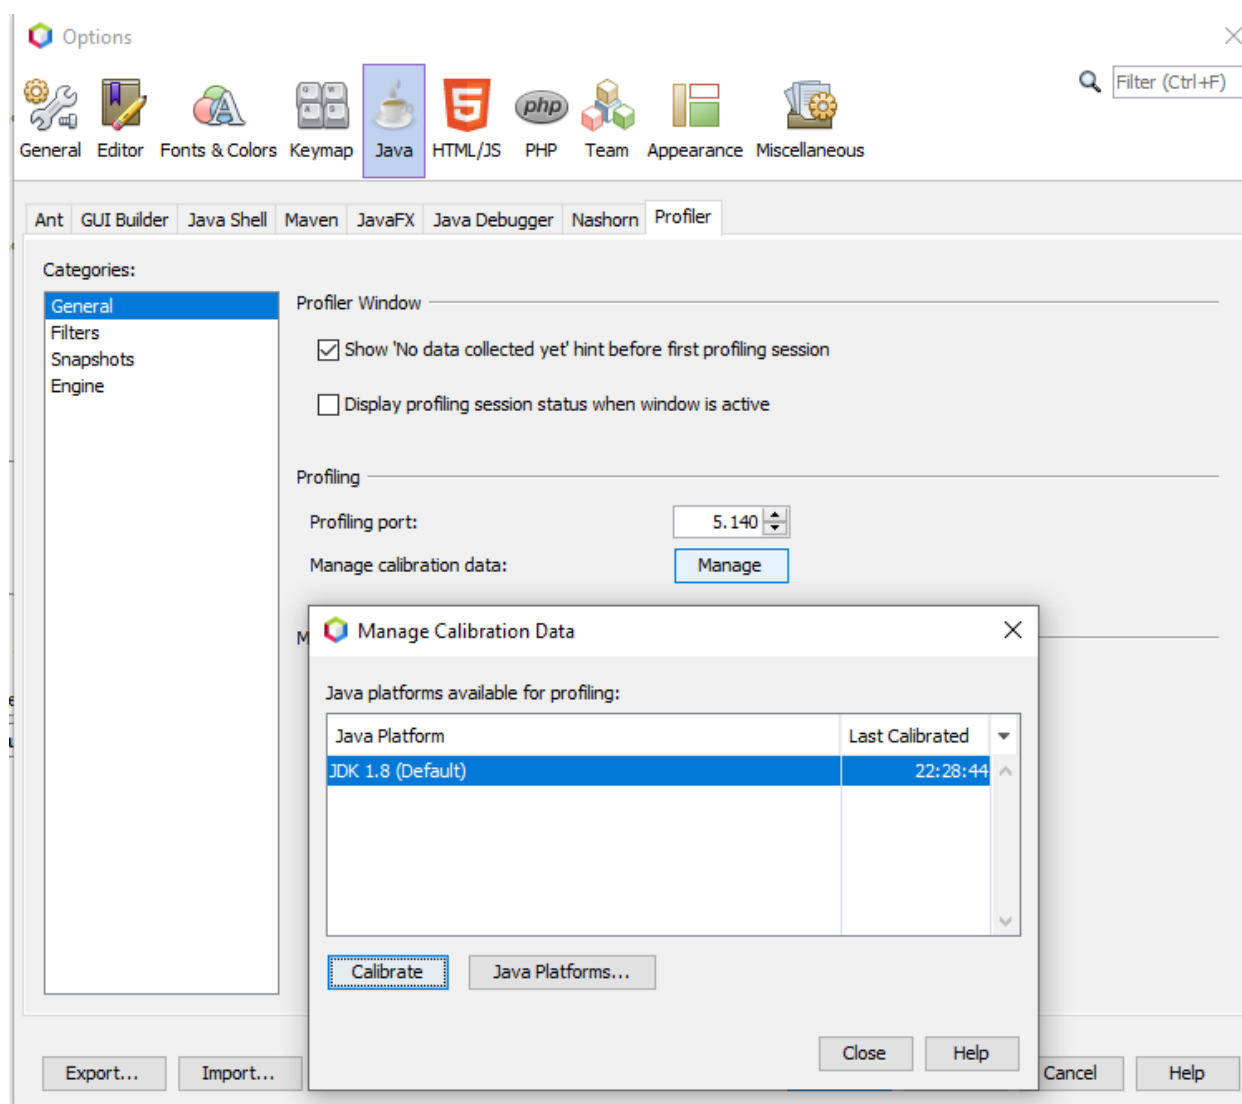 Options
Filter (Ctrl+F)
General Editor Fonts & Colors Keymap Java HTML/JS PHP Team Appearance Miscellaneous
Ant GUI Builder Java Shell Maven JavaFX Java Debugger Nashorn Profiler
Categories:
General
Filters
Snapshots
Engine
Profiler Window
Show 'No data collected yet' hint before first profiling session
Display profiling session status when window is active
Profiling
Profiling port: 5.140
Manage calibration data: Manage
Manage Calibration Data
Java platforms available for profiling:
Java Platform Last Calibrated
JDK 1.8 (Default) 22:28:44
Calibrate Java Platforms...
Close Help
Export... Import... Cancel Help